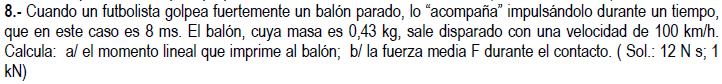 8.- Cuando un futbolista golpea fuertemente un balón parado, lo “acompaña” impulsándolo durante un tiempo,
que en este caso es 8 ms. El balón, cuya masa es 0,43 kg, sale disparado con una velocidad de 100 km/h.
Calcula:  a/ el momento lineal que imprime al balón;  b/ la fuerza media F durante el contacto. ( Sol.: 12 N s; 1
kN)